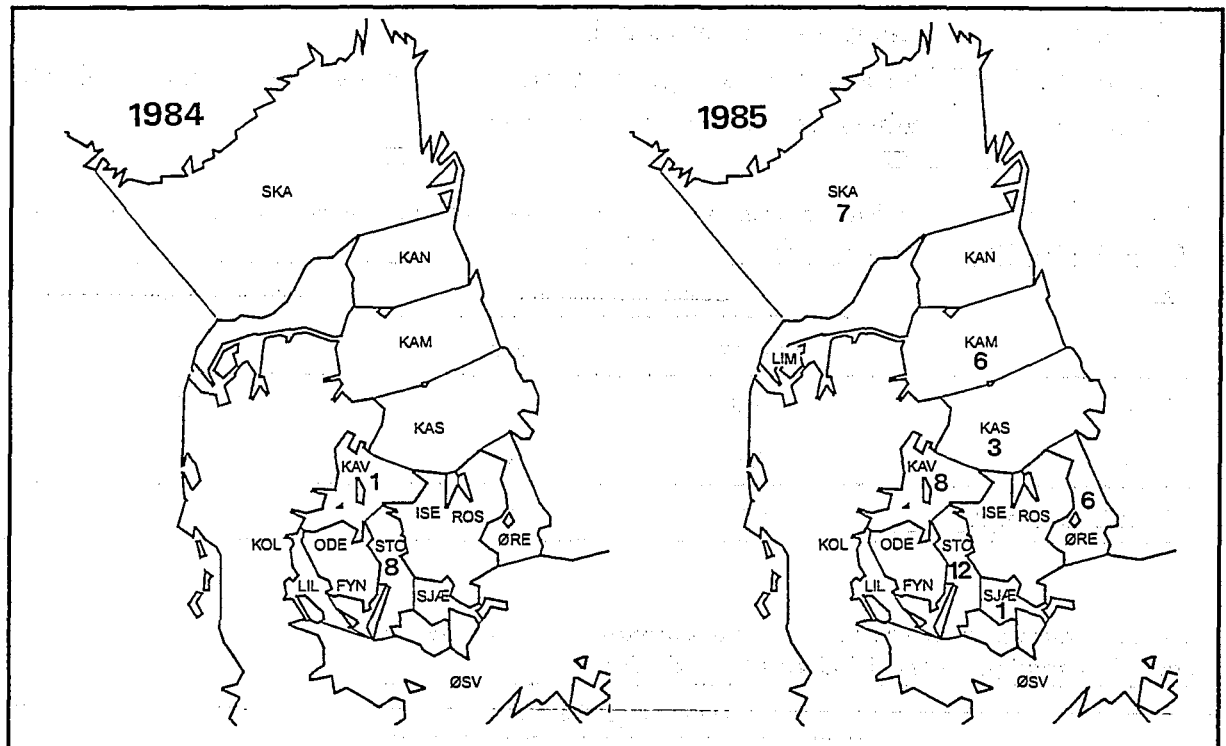 1984
SKA
KAN
KAM
KAS
KAV
1
ISE
ROS
KOL
ODE
STO
ØRE
8
LIL
FYN
SJÆ
ØSV
1985
SKA
7
KAN
LIM
KAM
6
KAS
3
KAV
8
ISE
ROS
6
KOL
ODE
STO
ØRE
12
LIL
FYN
SJÆ
1
ØSV